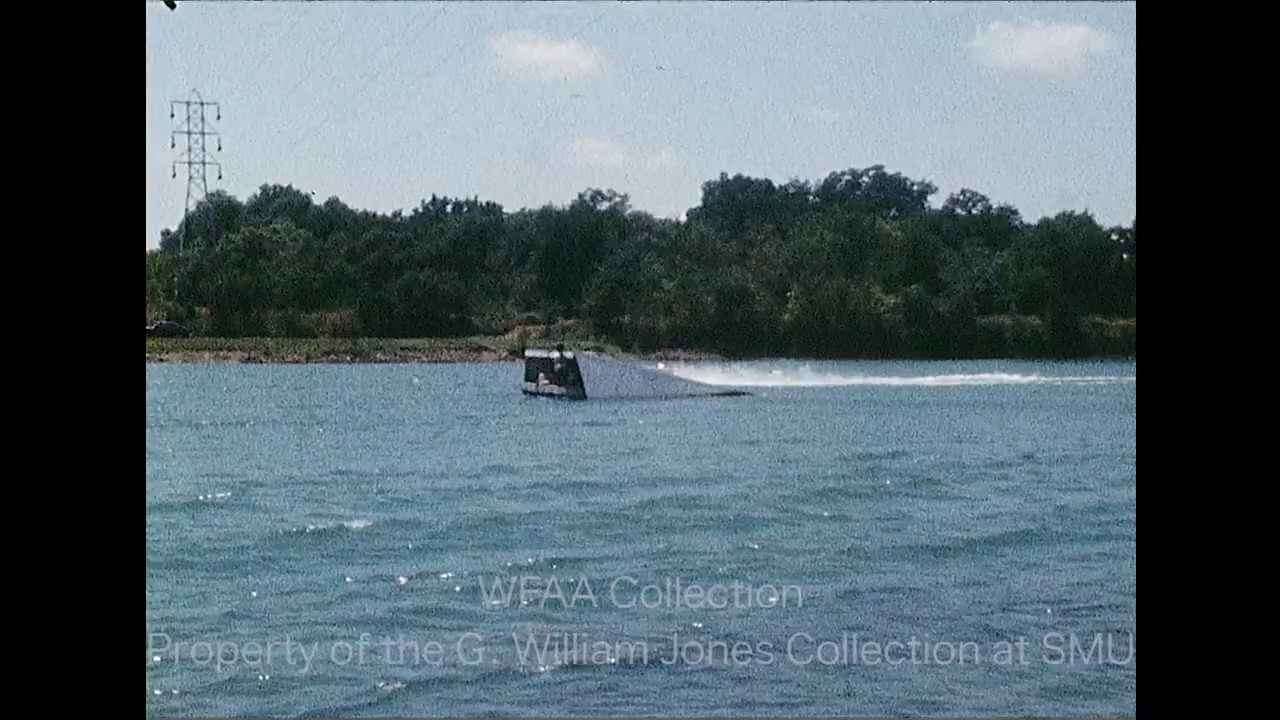 WFAA Collection
Property of the G. William Jones Collection at SMU